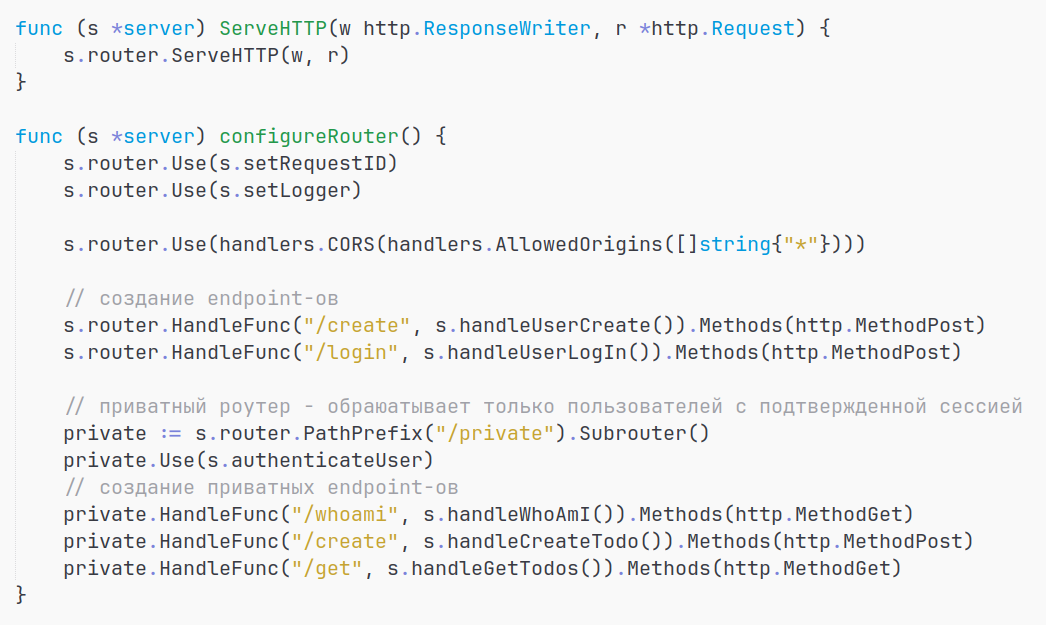 func (s *server) ServeHTTP(w http.ResponseWriter, r *http.Request) {
    s.router.ServeHTTP(w, r)
}

func (s *server) configureRouter() {
    s.router.Use(s.setRequestID)
    s.router.Use(s.setLogger)

    s.router.Use(handlers.CORS(handlers.AllowedOrigins([]string{"*"})))

    // создание endpoint-ов
    s.router.HandleFunc("/create", s.handleUserCreate()).Methods(http.MethodPost)
    s.router.HandleFunc("/login", s.handleUserLogIn()).Methods(http.MethodPost)

    // приватный роутер - обраюатывает только пользователей с подтвержденной сессией
    private := s.router.PathPrefix("/private").Subrouter()
    private.Use(s.authenticateUser)
    // создание приватных endpoint-ов
    private.HandleFunc("/whoami", s.handleWhoAmI()).Methods(http.MethodGet)
    private.HandleFunc("/create", s.handleCreateTodo()).Methods(http.MethodPost)
    private.HandleFunc("/get", s.handleGetTodos()).Methods(http.MethodGet)
}